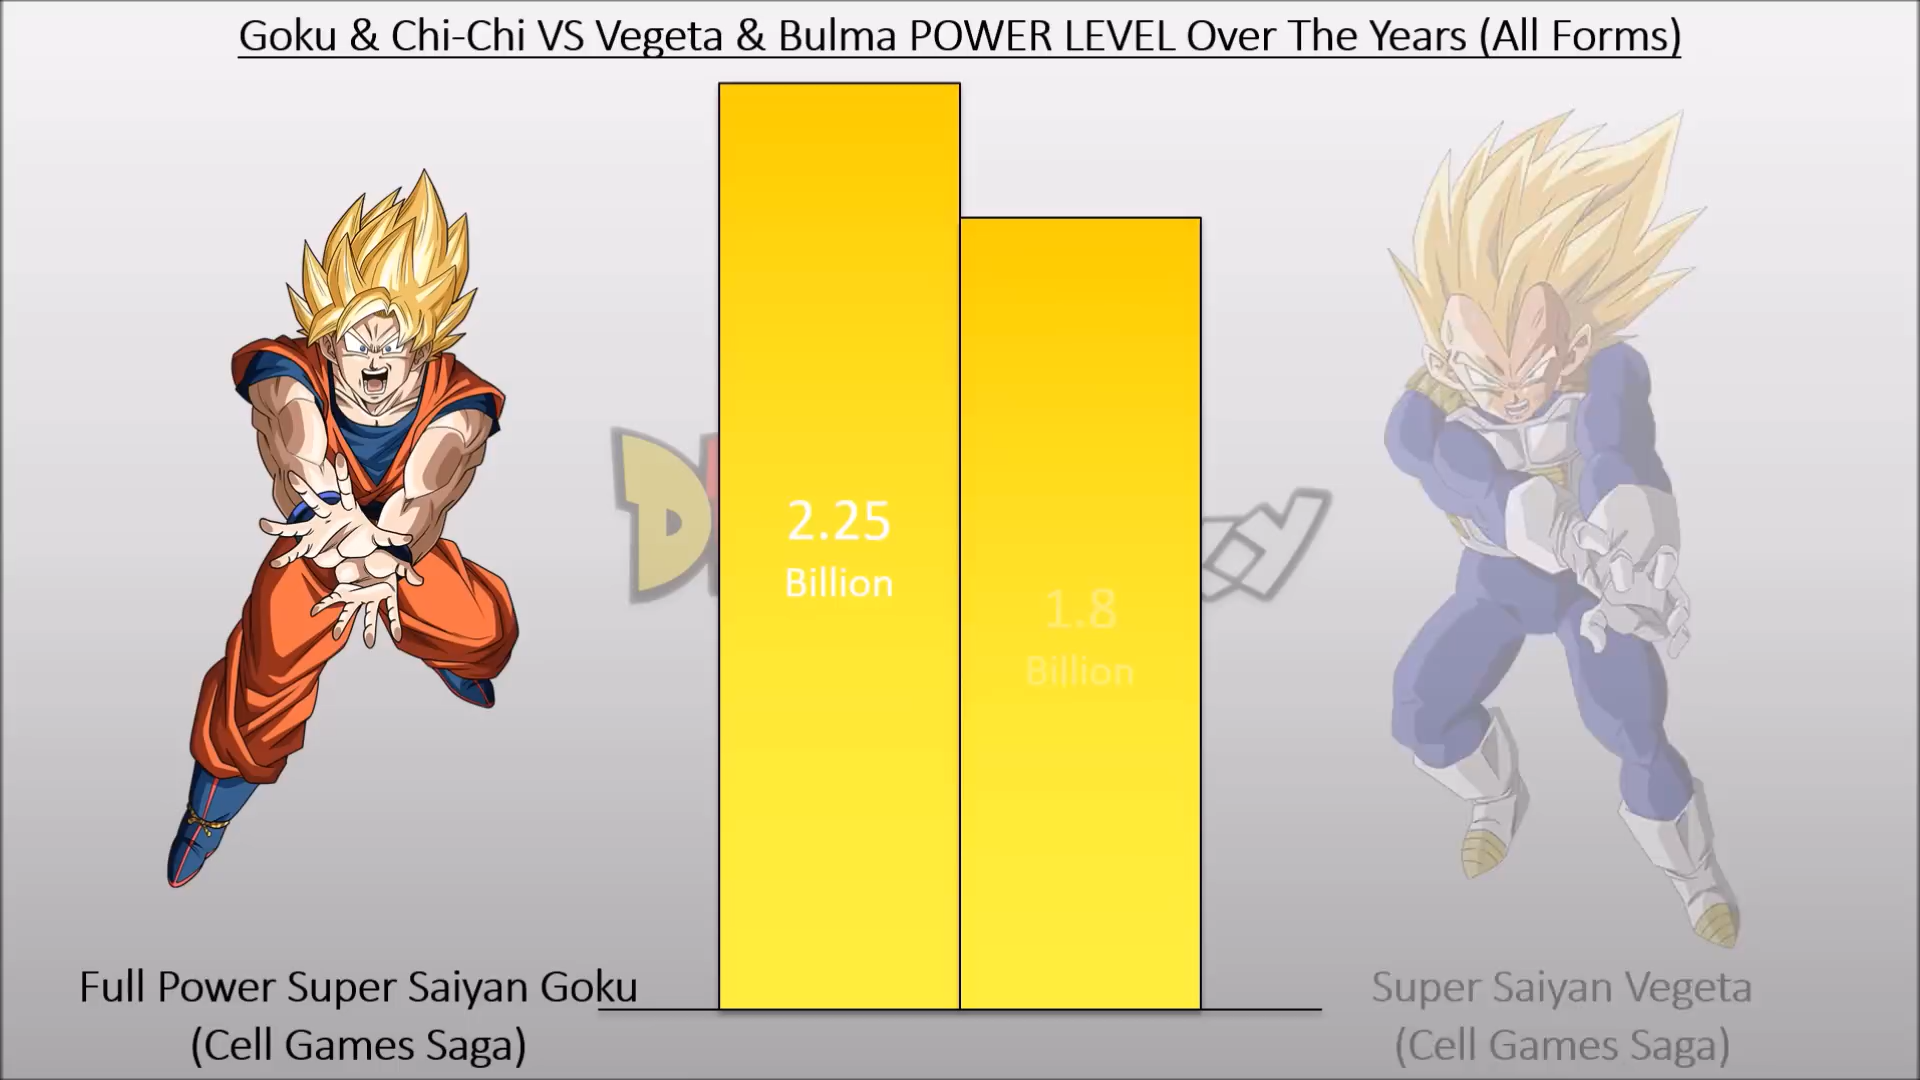 Goku & Chi-Chi VS Vegeta & Bulma POWER LEVEL Over The Years (All Forms)
2.25
Billion
1.8
Billion
Full Power Super Saiyan Goku
(Cell Games Saga)
Super Saiyan Vegeta
(Cell Games Saga)